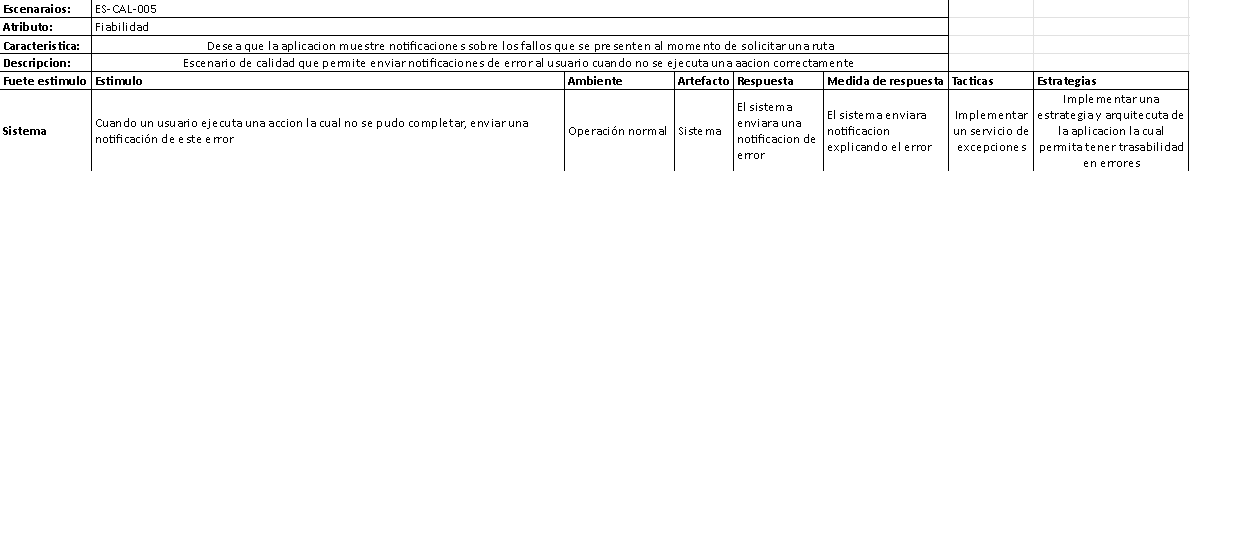 Escenaraios: ES-CAL-005
Atributo: Fiabilidad
Caracteristica: Desea que la aplicacion muestre notificaciones sobre los fallos que se presenten al momento de solicitar una ruta
Descripcion: Escenario de calidad que permite enviar notificaciones de error al usuario cuando no se ejecuta una aacion correctamente
Fuete estimulo Estimulo Ambiente Artefacto Respuesta Medida de respuesta Tacticas Estrategias
Sistema
Cuando un usuario ejecuta una accion la cual no se pudo completar, enviar una
notificación de este error
Operación normal
Sistema
El sistema
enviara una
notificacion de
error
El sistema enviara
notificacion
explicando el error
Implementar
un servicio de
excepciones
Implementar una
estrategia y arquitecuta de
la aplicacion la cual
permita tener trasabilidad
en errores